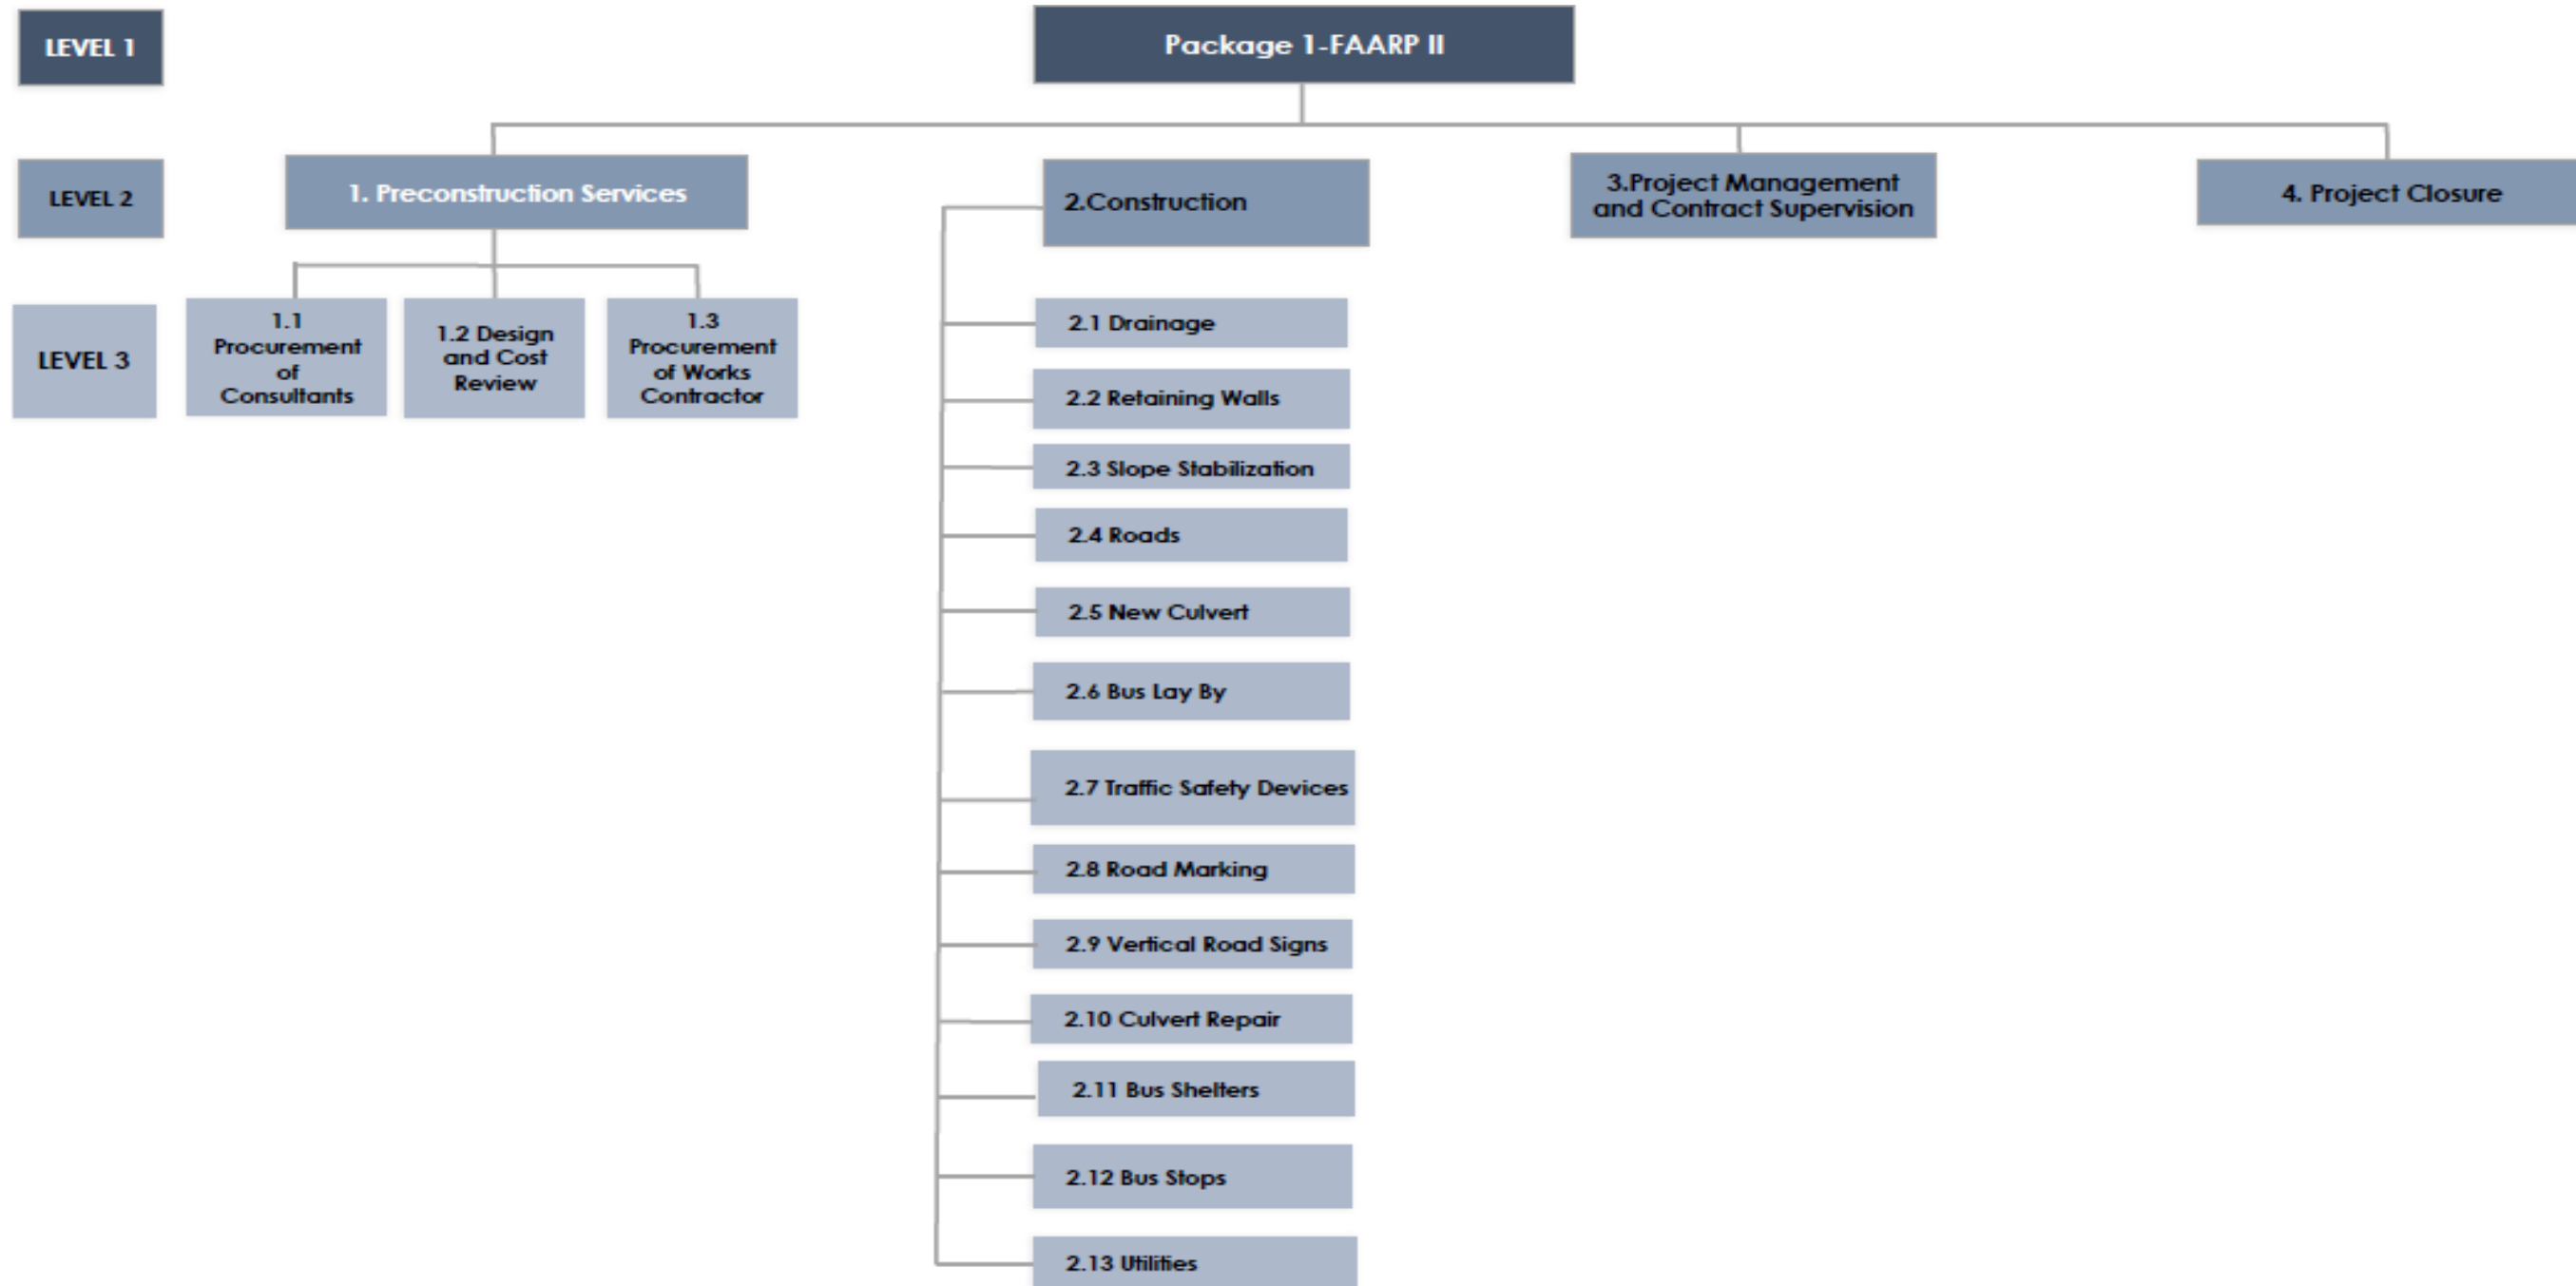 LEVEL 1
Package 1-FAARP II
LEVEL 2
1. Preconstruction Services
2.Construction
3.Project Management
and Contract Supervision
4. Project Closure
LEVEL 3
1.1
Procurement
of
Consultants
1.2 Design
and Cost
Review
1.3
Procurement
of Works
Contractor
2.1 Drainage
2.2 Retaining Walls
2.3 Slope Stabilization
2.4 Roads
2.5 New Culvert
2.6 Bus Lay By
2.7 Traffic Safety Devices
2.8 Road Marking
2.9 Vertical Road Signs
2.10 Culvert Repair
2.11 Bus Shelters
2.12 Bus Stops
2.13 Utilities